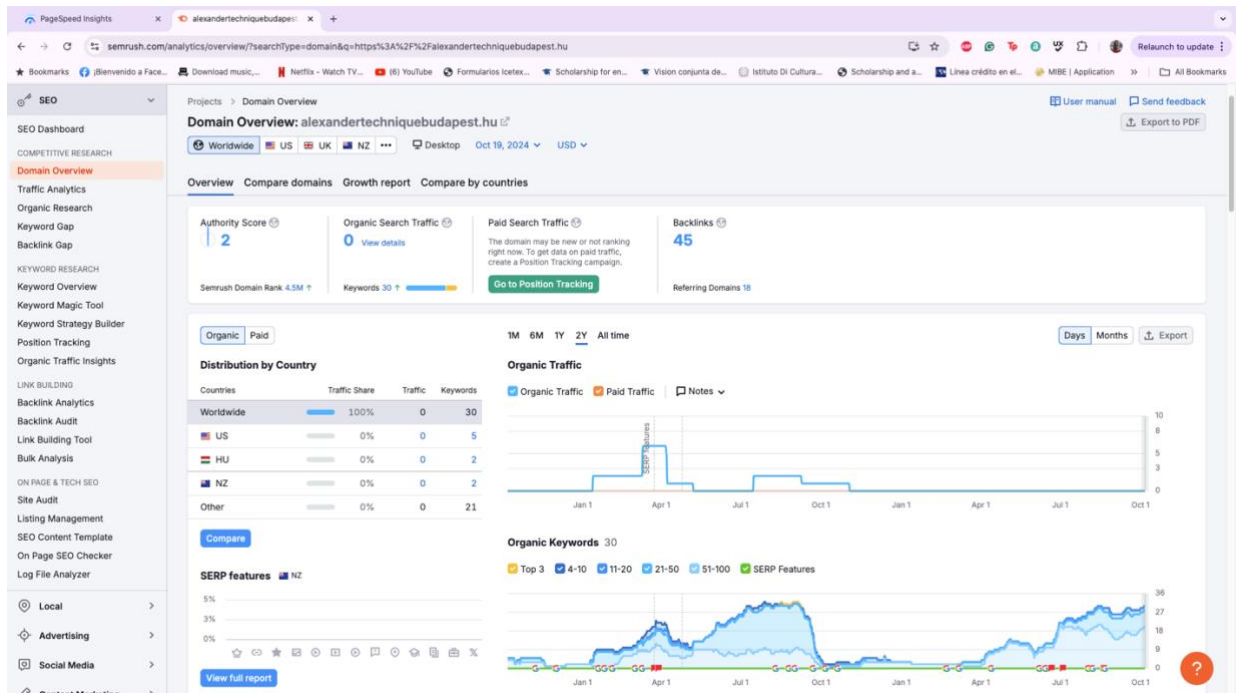 PageSpeed Insights
alexandertechniquebudapest
semrush.com/analytics/overview/?searchType=domain&q=https%3A%2F%2Falexandertechniquebudapest.hu
Relaunch to update
Bookmarks
¡Bienvenido a Face...
Download music,...
Netflix - Watch TV...
(6) YouTube
Formularios Icetex...
Scholarship for en...
Vision conjunta de...
Istituto Di Cultura...
Scholarship and a...
Linea crédito en el...
MIBE | Application
»
All Bookmarks
SEO
SEO Dashboard
COMPETITIVE RESEARCH
Domain Overview
Traffic Analytics
Organic Research
Keyword Gap
Backlink Gap
KEYWORD RESEARCH
Keyword Overview
Keyword Magic Tool
Keyword Strategy Builder
Position Tracking
Organic Traffic Insights
LINK BUILDING
Backlink Analytics
Backlink Audit
Link Building Tool
Bulk Analysis
ON PAGE & TECH SEO
Site Audit
Listing Management
SEO Content Template
On Page SEO Checker
Log File Analyzer
Local
Advertising
Social Media
Content Marketing
Projects > Domain Overview
User manual Send feedback
Domain Overview: alexandertechniquebudapest.hu
Export to PDF
Worldwide US UK NZ ••• Desktop Oct 19, 2024 USD
Overview Compare domains Growth report Compare by countries
Authority Score
2
Semrush Domain Rank 4.5M ↑
Organic Search Traffic
0 View details
Keywords 30 ↑
Paid Search Traffic
The domain may be new or not ranking
right now. To get data on paid traffic,
create a Position Tracking campaign.
Go to Position Tracking
Backlinks
45
Referring Domains 18
Organic Paid
Distribution by Country
Countries Traffic Share Traffic Keywords
Worldwide 100% 0 30
US 0% 0 5
HU 0% 0 2
NZ 0% 0 2
Other 0% 0 21
Compare
SERP features NZ
5%
3%
0%
View full report
1M 6M 1Y 2Y All time
Days Months Export
Organic Traffic
Organic Traffic Paid Traffic Notes
SERP features
10
8
5
3
0
Jan 1 Apr 1 Jul 1 Oct 1 Jan 1 Apr 1 Jul 1 Oct 1
Organic Keywords 30
Top 3 4-10 11-20 21-50 51-100 SERP Features
36
27
18
9
0
Jan 1 Apr 1 Jul 1 Oct 1 Jan 1 Apr 1 Jul 1 Oct 1
?